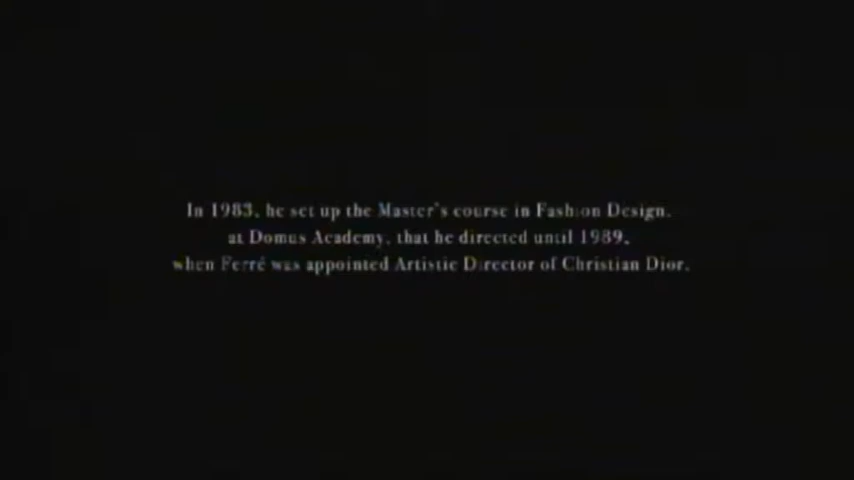 In 1983, he set up the Master's course in Fashion Design,
at Domus Academy, that he directed until 1989,
when Ferré was appointed Artistic Director of Christian Dior.